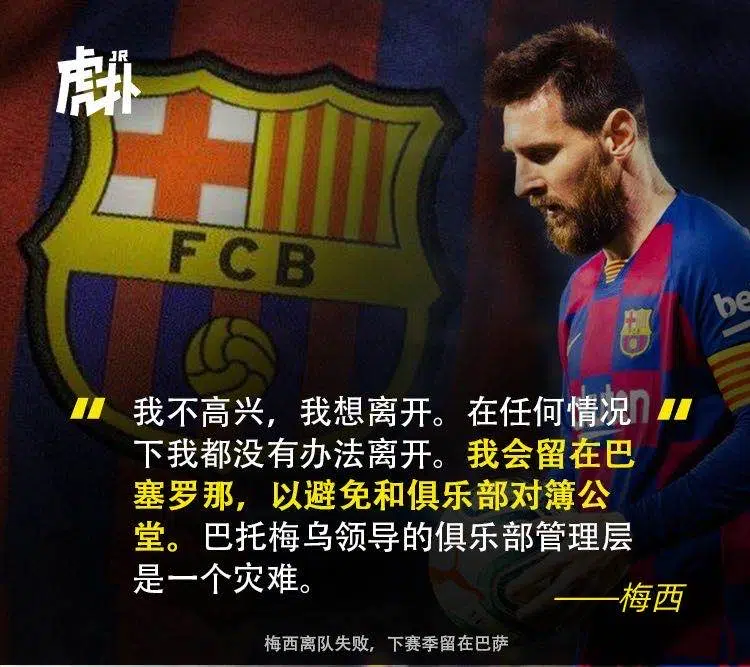 虎扑
JR
FCB
be
我不高兴，我想离开。在任何情况
下我都没有办法离开。我会留在巴
塞罗那，以避免和俱乐部对簿公
堂。巴托梅乌领导的俱乐部管理层
是一个灾难。
——梅西
梅西离队失败，下赛季留在巴萨